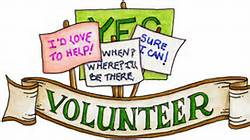 YES
I'D LOVE
TO HELP!
WHEN?
WHERE? I'LL
BE THERE.
SURE
I CAN!
VOLUNTEER